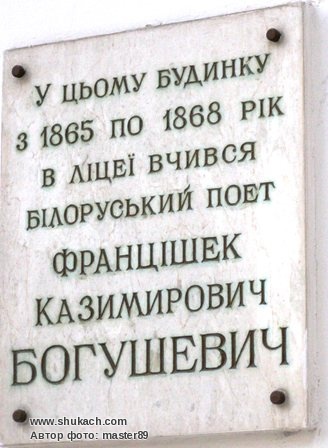 У ЦЬОМУ БУДИНКУ
З 1865 ПО 1868 РІК
В ЛІЦЕЇ ВЧИВСЯ
БІЛОРУСЬКИЙ ПОЕТ
ФРАНЦІШЕК
КАЗИМИРОВИЧ
БОГУШЕВИЧ
www.shukach.com
Автор фото: master89